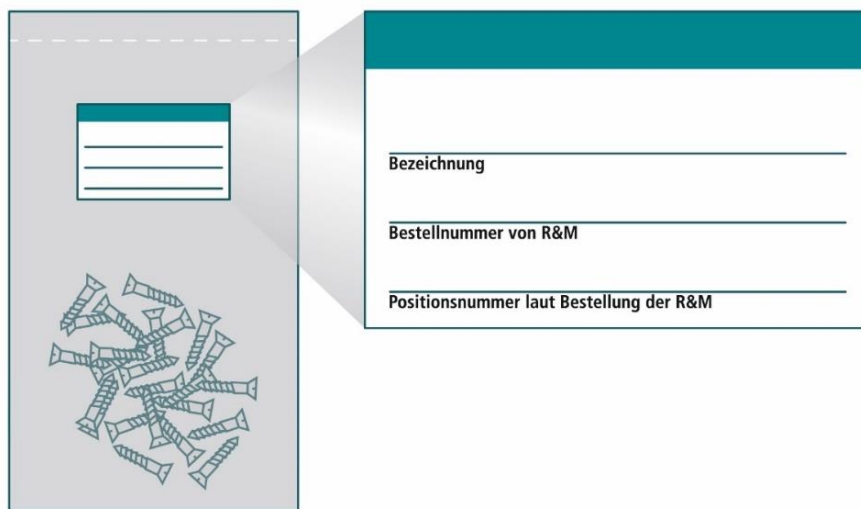 Bezeichnung
Bestellnummer von R&M
Positionsnummer laut Bestellung der R&M